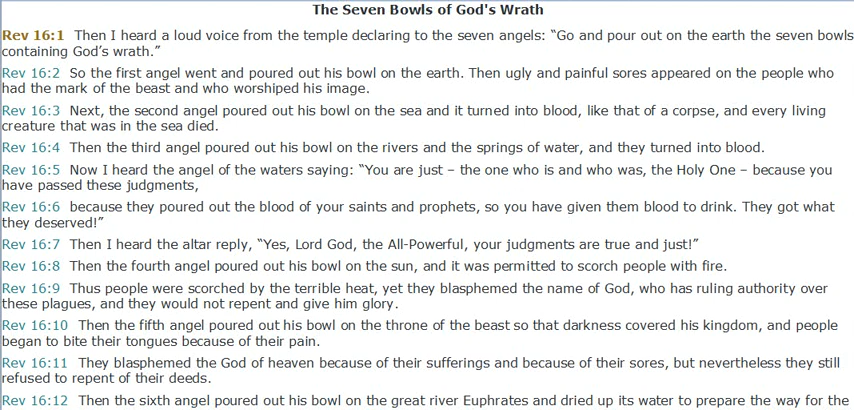 The Seven Bowls of God's Wrath
Rev 16:1 Then I heard a loud voice from the temple declaring to the seven angels: “Go and pour out on the earth the seven bowls
containing God’s wrath.”
Rev 16:2 So the first angel went and poured out his bowl on the earth. Then ugly and painful sores appeared on the people who
had the mark of the beast and who worshiped his image.
Rev 16:3 Next, the second angel poured out his bowl on the sea and it turned into blood, like that of a corpse, and every living
creature that was in the sea died.
Rev 16:4 Then the third angel poured out his bowl on the rivers and the springs of water, and they turned into blood.
Rev 16:5 Now I heard the angel of the waters saying: “You are just – the one who is and who was, the Holy One – because you
have passed these judgments,
Rev 16:6 because they poured out the blood of your saints and prophets, so you have given them blood to drink. They got what
they deserved!”
Rev 16:7 Then I heard the altar reply, “Yes, Lord God, the All-Powerful, your judgments are true and just!”
Rev 16:8 Then the fourth angel poured out his bowl on the sun, and it was permitted to scorch people with fire.
Rev 16:9 Thus people were scorched by the terrible heat, yet they blasphemed the name of God, who has ruling authority over
these plagues, and they would not repent and give him glory.
Rev 16:10 Then the fifth angel poured out his bowl on the throne of the beast so that darkness covered his kingdom, and people
began to bite their tongues because of their pain.
Rev 16:11 They blasphemed the God of heaven because of their sufferings and because of their sores, but nevertheless they still
refused to repent of their deeds.
Rev 16:12 Then the sixth angel poured out his bowl on the great river Euphrates and dried up its water to prepare the way for the